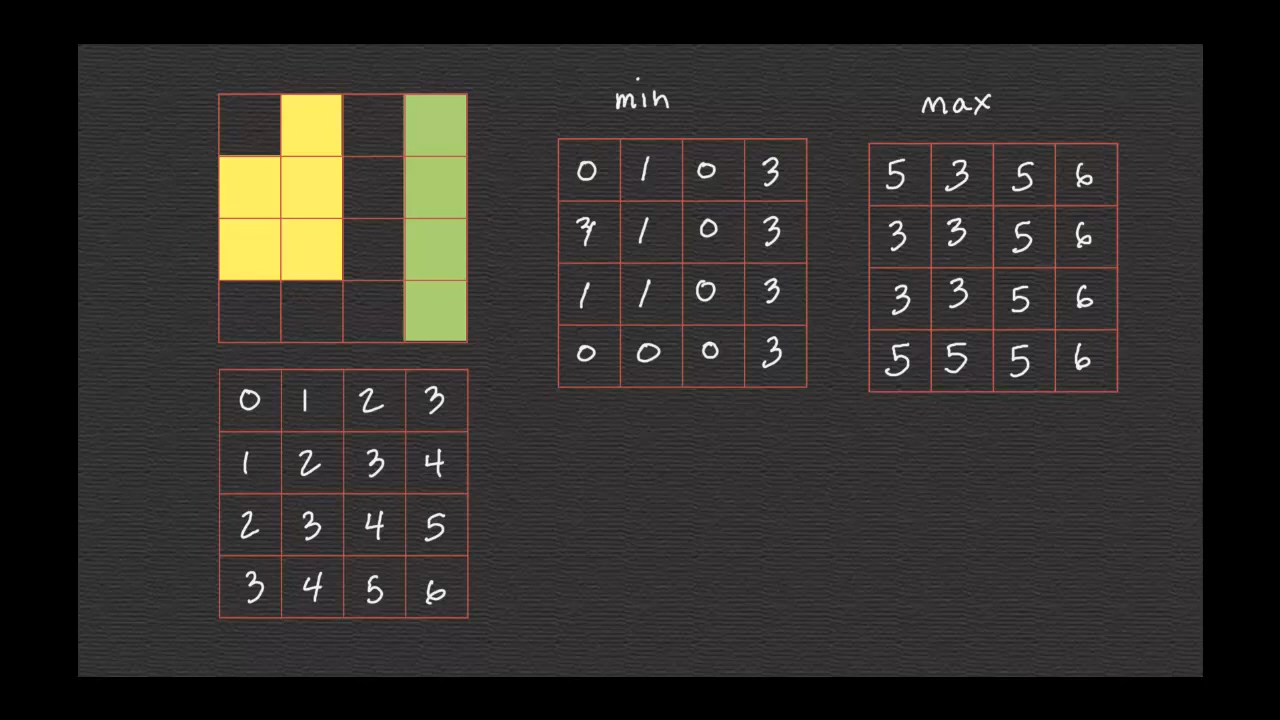 min
max
0 1 0 3
1 0 3
1 1 0 3
0 0 0 3
5 3 5 6
3 3 5 6
3 3 5 6
5 5 5 6
0 1 2 3
1 2 3 4
2 3 4 5
3 4 5 6